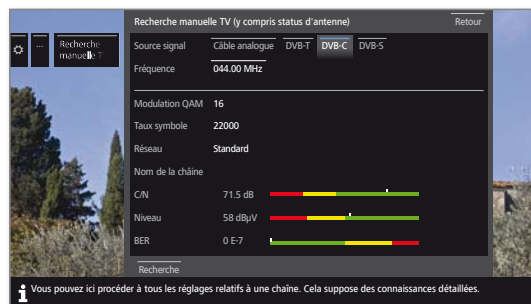 Recherche manuelle TV (y compris status d'antenne) Retour
... Recherche manuelle T
Source signal Câble analogue DVB-T DVB-C DVB-S
Fréquence 044.00 MHz
Modulation QAM 16
Taux symbole 22000
Réseau Standard
Nom de la chaîne
C/N 71.5 dB
Niveau 58 dBµV
BER 0 E-7
Recherche
Vous pouvez ici procéder à tous les réglages relatifs à une chaîne. Cela suppose des connaissances détaillées.